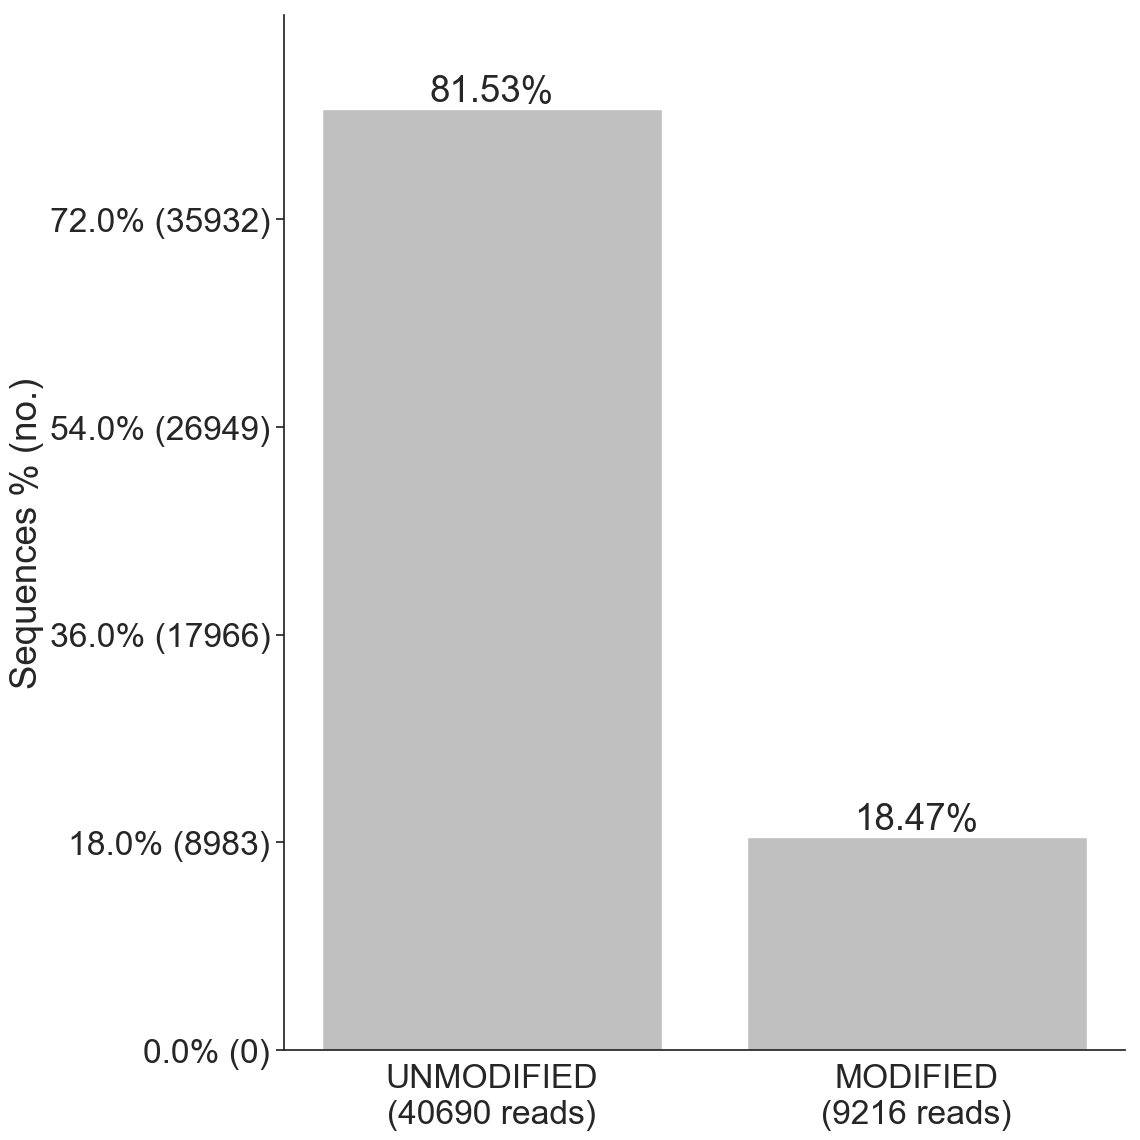 Sequences % (no.)
72.0% (35932)
54.0% (26949)
36.0% (17966)
18.0% (8983)
0.0% (0)
81.53%
18.47%
UNMODIFIED
(40690 reads)
MODIFIED
(9216 reads)